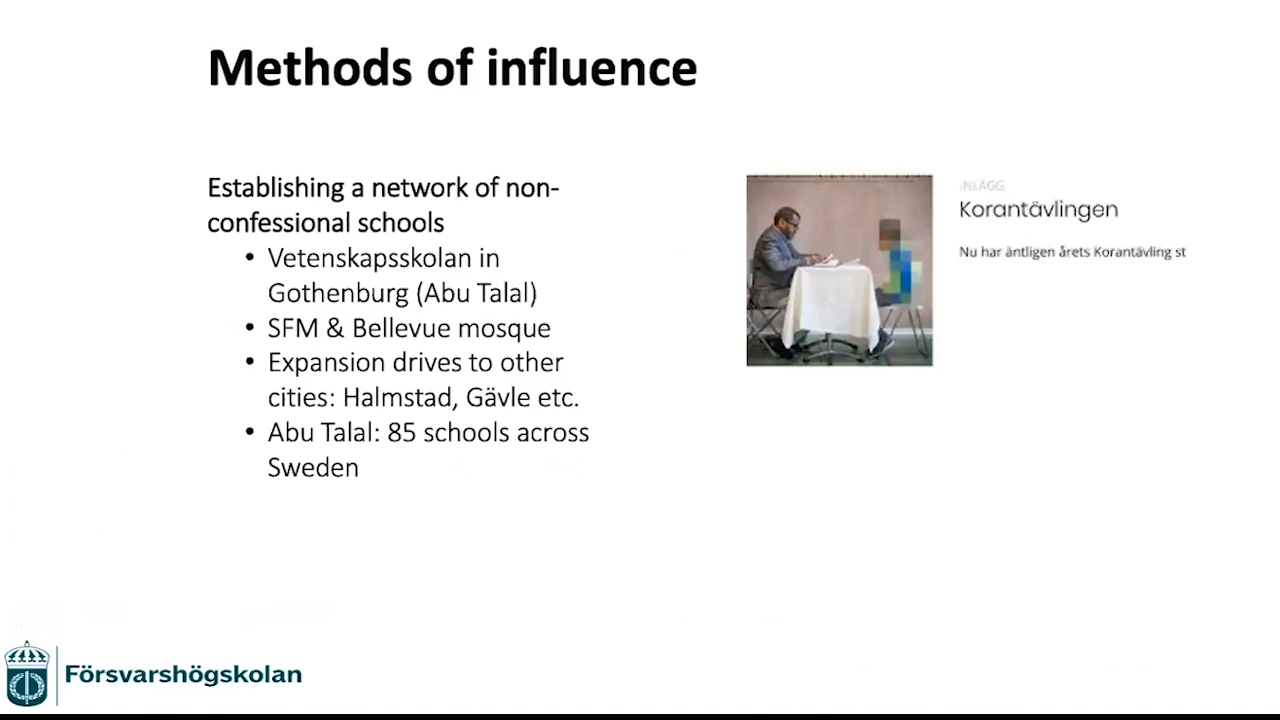 Methods of influence
Establishing a network of non-
confessional schools
• Vetenskapsskolan in
Gothenburg (Abu Talal)
• SFM & Bellevue mosque
• Expansion drives to other
cities: Halmstad, Gävle etc.
• Abu Talal: 85 schools across
Sweden
INLÄGG
Korantävlingen
Nu har äntligen årets Korantävling st
Försvarshögskolan